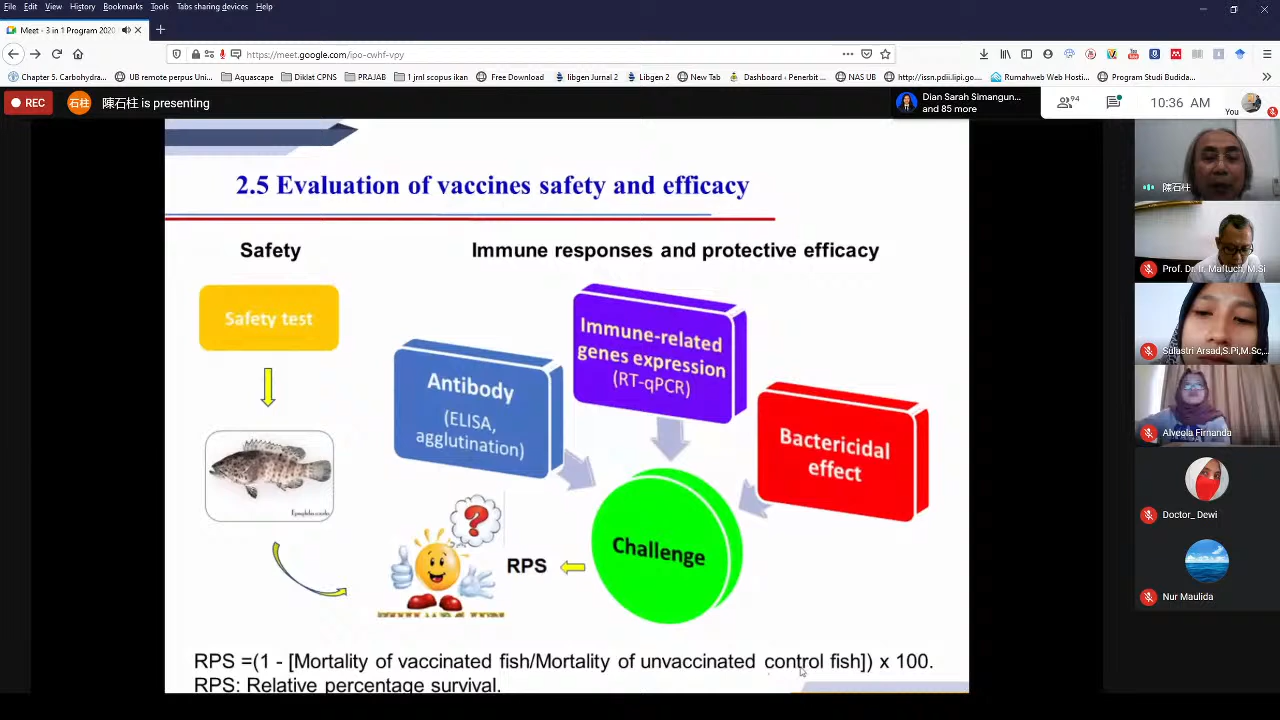 File Edit View History Bookmarks Tools Tabs sharing devices Help
Meet - 3 in 1 Program 2020
https://meet.google.com/ipo-cwhf-vpy
Chapter 5. Carbohydra... UB remote perpus Uni... Aquascape Diklat CPNS PRAJAB 1 jml scopus ikan Free Download libgen Jurnal 2 Libgen 2 New Tab Dashboard ‹ Penerbit ... NAS UB http://issn.pdii.lipi.go... Rumahweb Web Hosti... Program Studi Budida...
REC 石柱 陳石柱 is presenting
Dian Sarah Simangun...
and 85 more
94
10:36 AM
You
2.5 Evaluation of vaccines safety and efficacy
Safety
Immune responses and protective efficacy
Safety test
Antibody
(ELISA,
agglutination)
Immune-related
genes expression
(RT-qPCR)
Bactericidal
effect
Challenge
RPS
?
RPS =(1 - [Mortality of vaccinated fish/Mortality of unvaccinated control fish]) x 100.
RPS: Relative percentage survival.
陳石柱
Prof. Dr. Ir. Maftuch, M.Si
Sulastri Arsad,S.Pi,M.Sc,...
Alveola Firnanda
Doctor_ Dewi
Nur Maulida